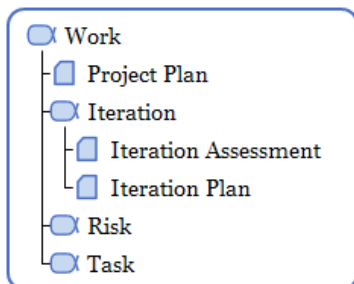 Work
Project Plan
Iteration
Iteration Assessment
Iteration Plan
Risk
Task